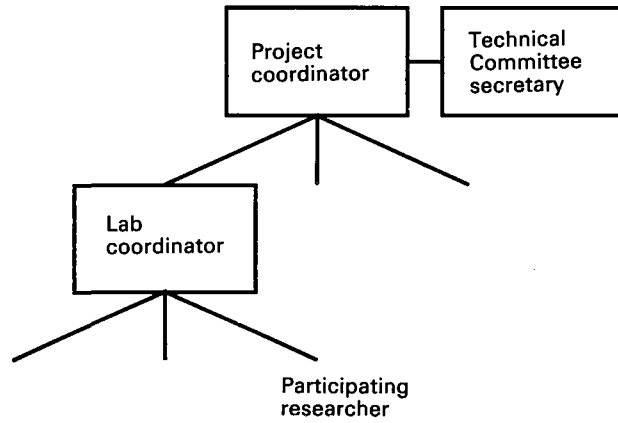 Project
coordinator
Technical
Committee
secretary
Lab
coordinator
Participating
researcher